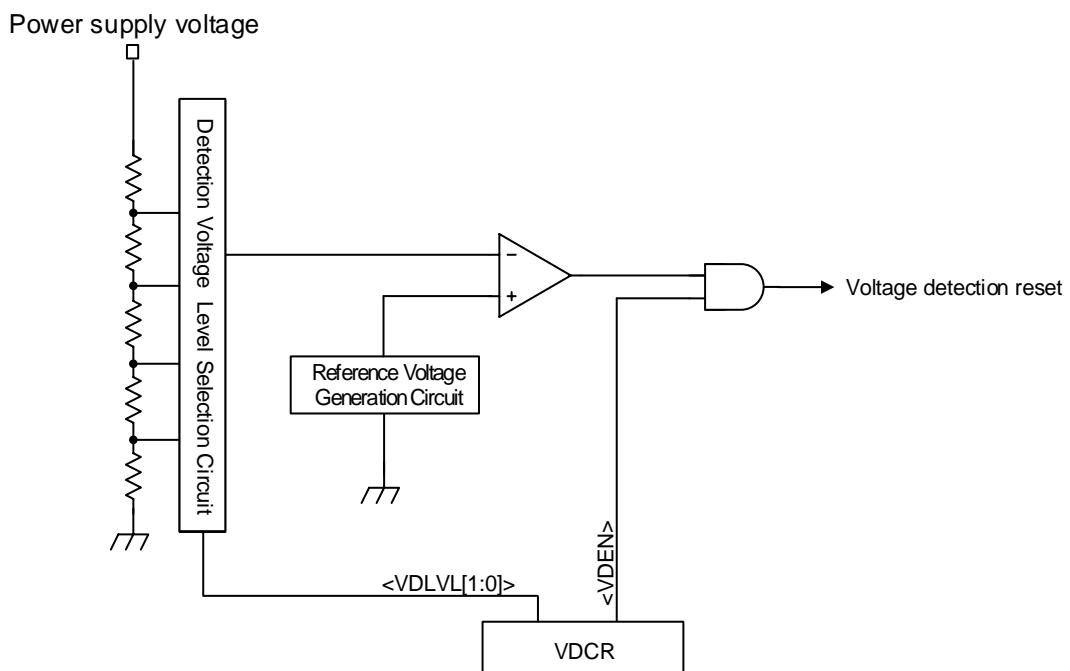 Power supply voltage
Detection Voltage Level Selection Circuit
−
+
Voltage detection reset
Reference Voltage
Generation Circuit
<VDLVL[1:0]>
<VDEN>
VDCR